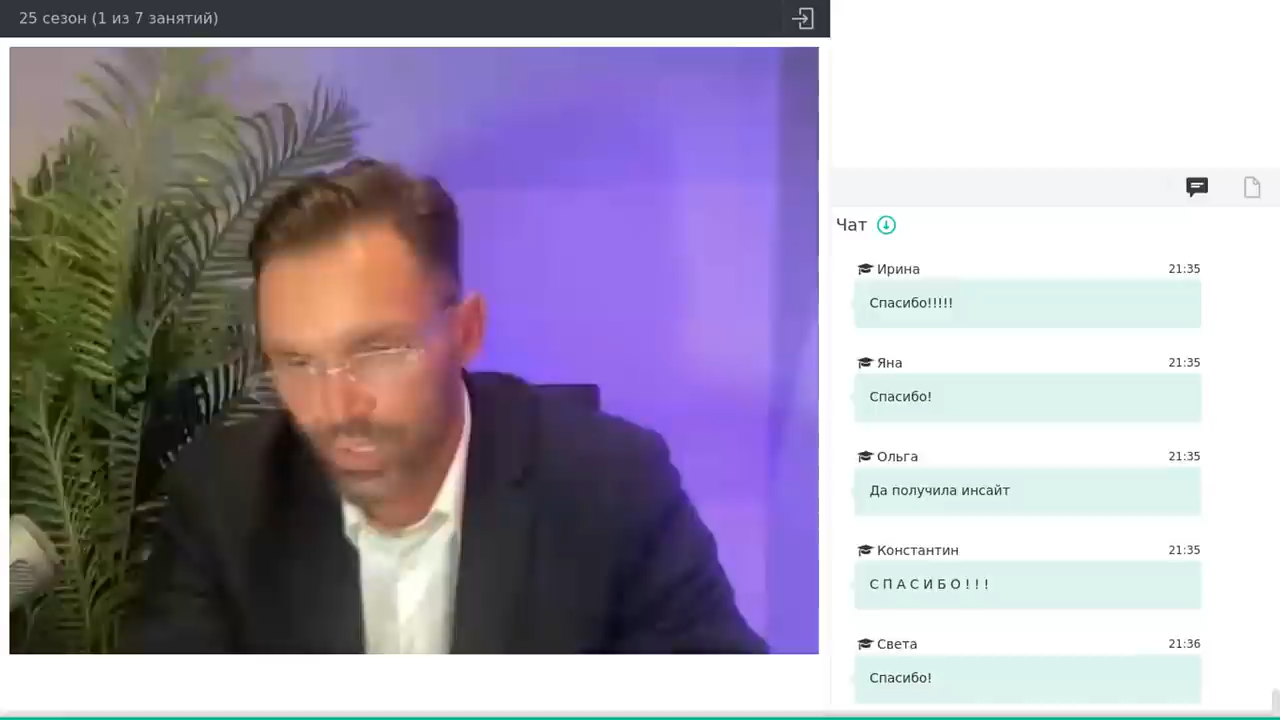 25 сезон (1 из 7 занятий)
Чат
Ирина 21:35
Спасибо!!!!!
Яна 21:35
Спасибо!
Ольга 21:35
Да получила инсайт
Константин 21:35
С П А С И Б О ! ! !
Света 21:36
Спасибо!